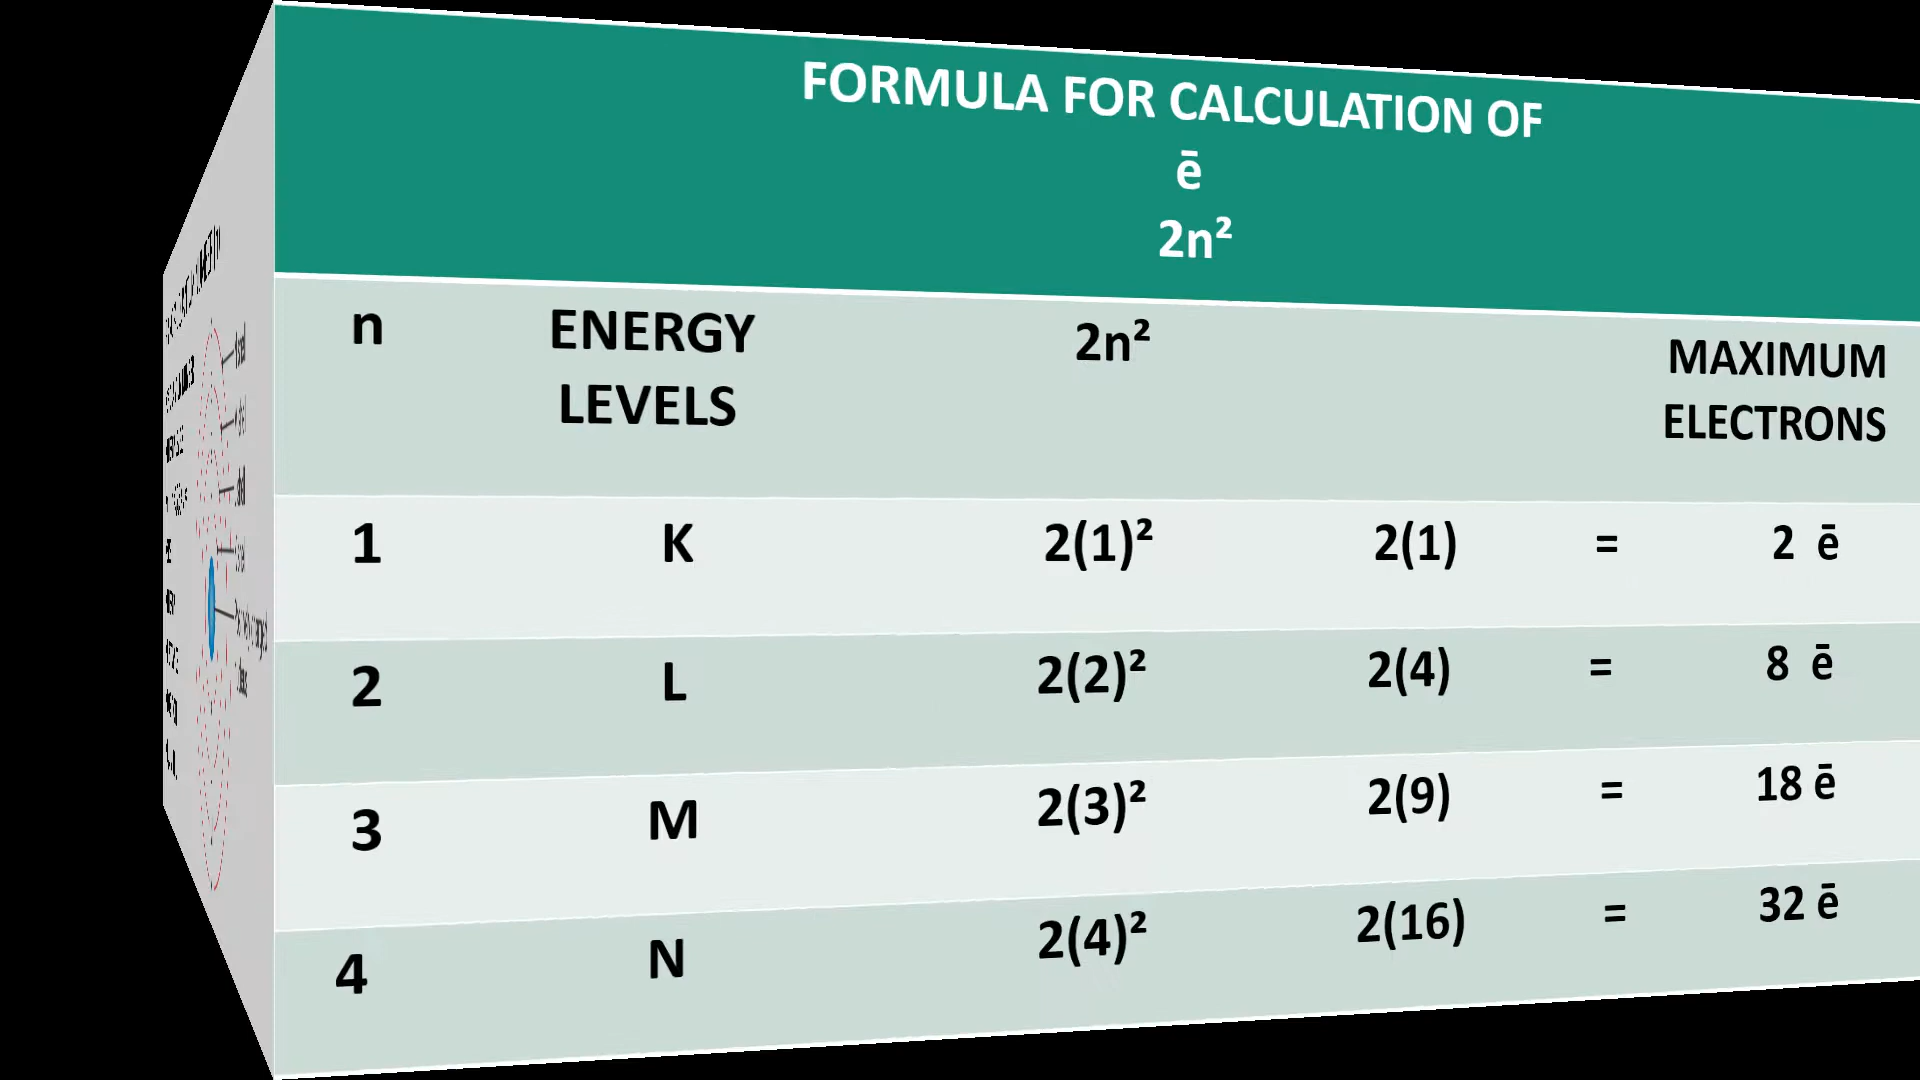 FORMULA FOR CALCULATION OF
ē
2n²
n ENERGY LEVELS 2n² MAXIMUM ELECTRONS
1 K 2(1)² 2(1) = 2 ē
2 L 2(2)² 2(4) = 8 ē
3 M 2(3)² 2(9) = 18 ē
4 N 2(4)² 2(16) = 32 ē